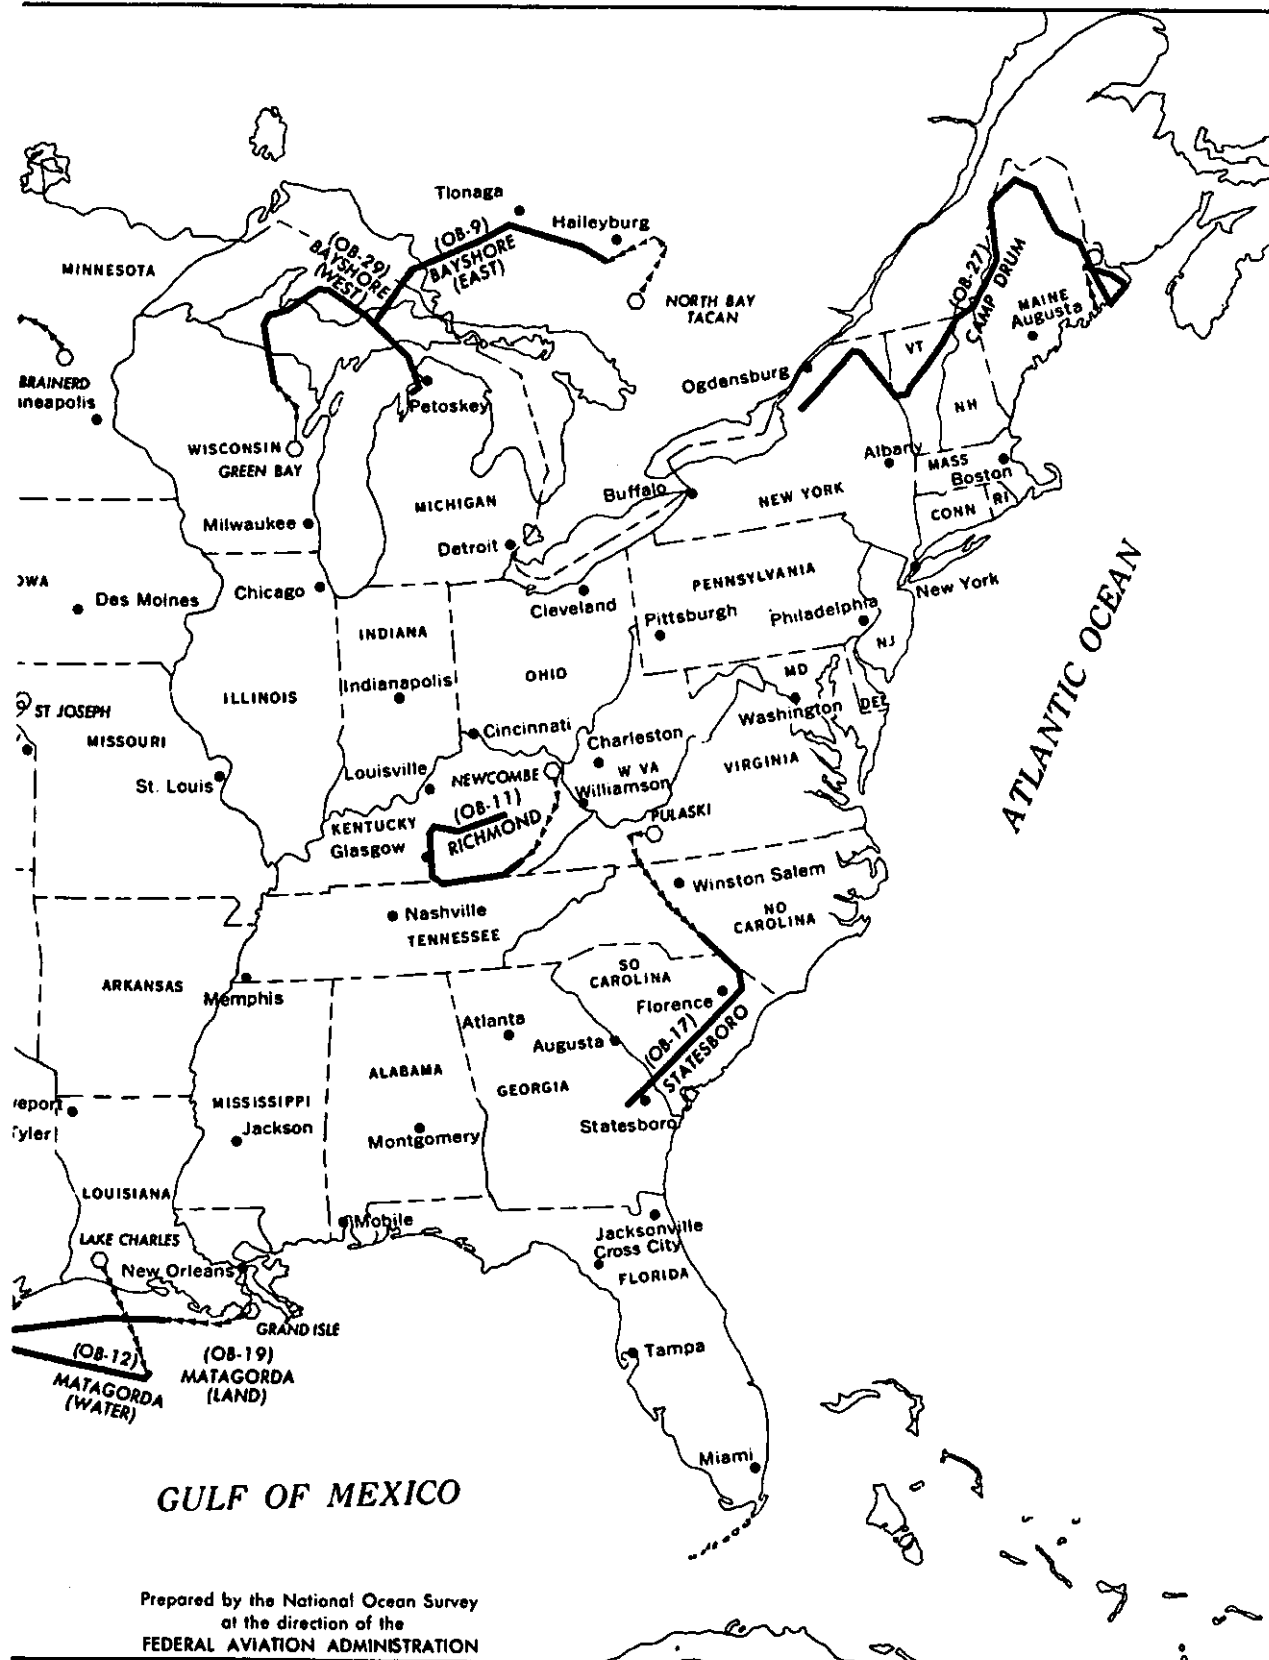 Tionaga
Haileyburg
(OB-9)
BAYSHORE
(EAST)
(OB-29)
BAYSHORE
(WEST)
MINNESOTA
NORTH BAY
TACAN
(OB-27)
CAMP DRUM
MAINE
Augusta
VT
BRAINERD
ineapolis
Ogdensburg
Petoskey
NH
WISCONSIN
GREEN BAY
Albany
MASS
Boston
MICHIGAN
Buffalo
NEW YORK
CONN
RI
Milwaukee
Detroit
OWA
Des Moines
Chicago
Cleveland
PENNSYLVANIA
New York
Pittsburgh
Philadelphia
INDIANA
NJ
ATLANTIC OCEAN
ILLINOIS
Indianapolis
OHIO
MD
ST JOSEPH
Washington
DEL
MISSOURI
Cincinnati
Charleston
St. Louis
Louisville
NEWCOMBE
W VA
Williamson
VIRGINIA
(OB-11)
RICHMOND
KENTUCKY
Glasgow
PULASKI
Winston Salem
Nashville
TENNESSEE
NO
CAROLINA
ARKANSAS
Memphis
SO
CAROLINA
Florence
Atlanta
Augusta
(OB-17)
STATESBORO
ALABAMA
GEORGIA
MISSISSIPPI
Jackson
Montgomery
Statesboro
veport
Tyler
LOUISIANA
Mobile
LAKE CHARLES
New Orleans
Jacksonville
Cross City
FLORIDA
GRAND ISLE
(OB-12)
MATAGORDA
(WATER)
(OB-19)
MATAGORDA
(LAND)
Tampa
Miami
GULF OF MEXICO
Prepared by the National Ocean Survey
at the direction of the
FEDERAL AVIATION ADMINISTRATION